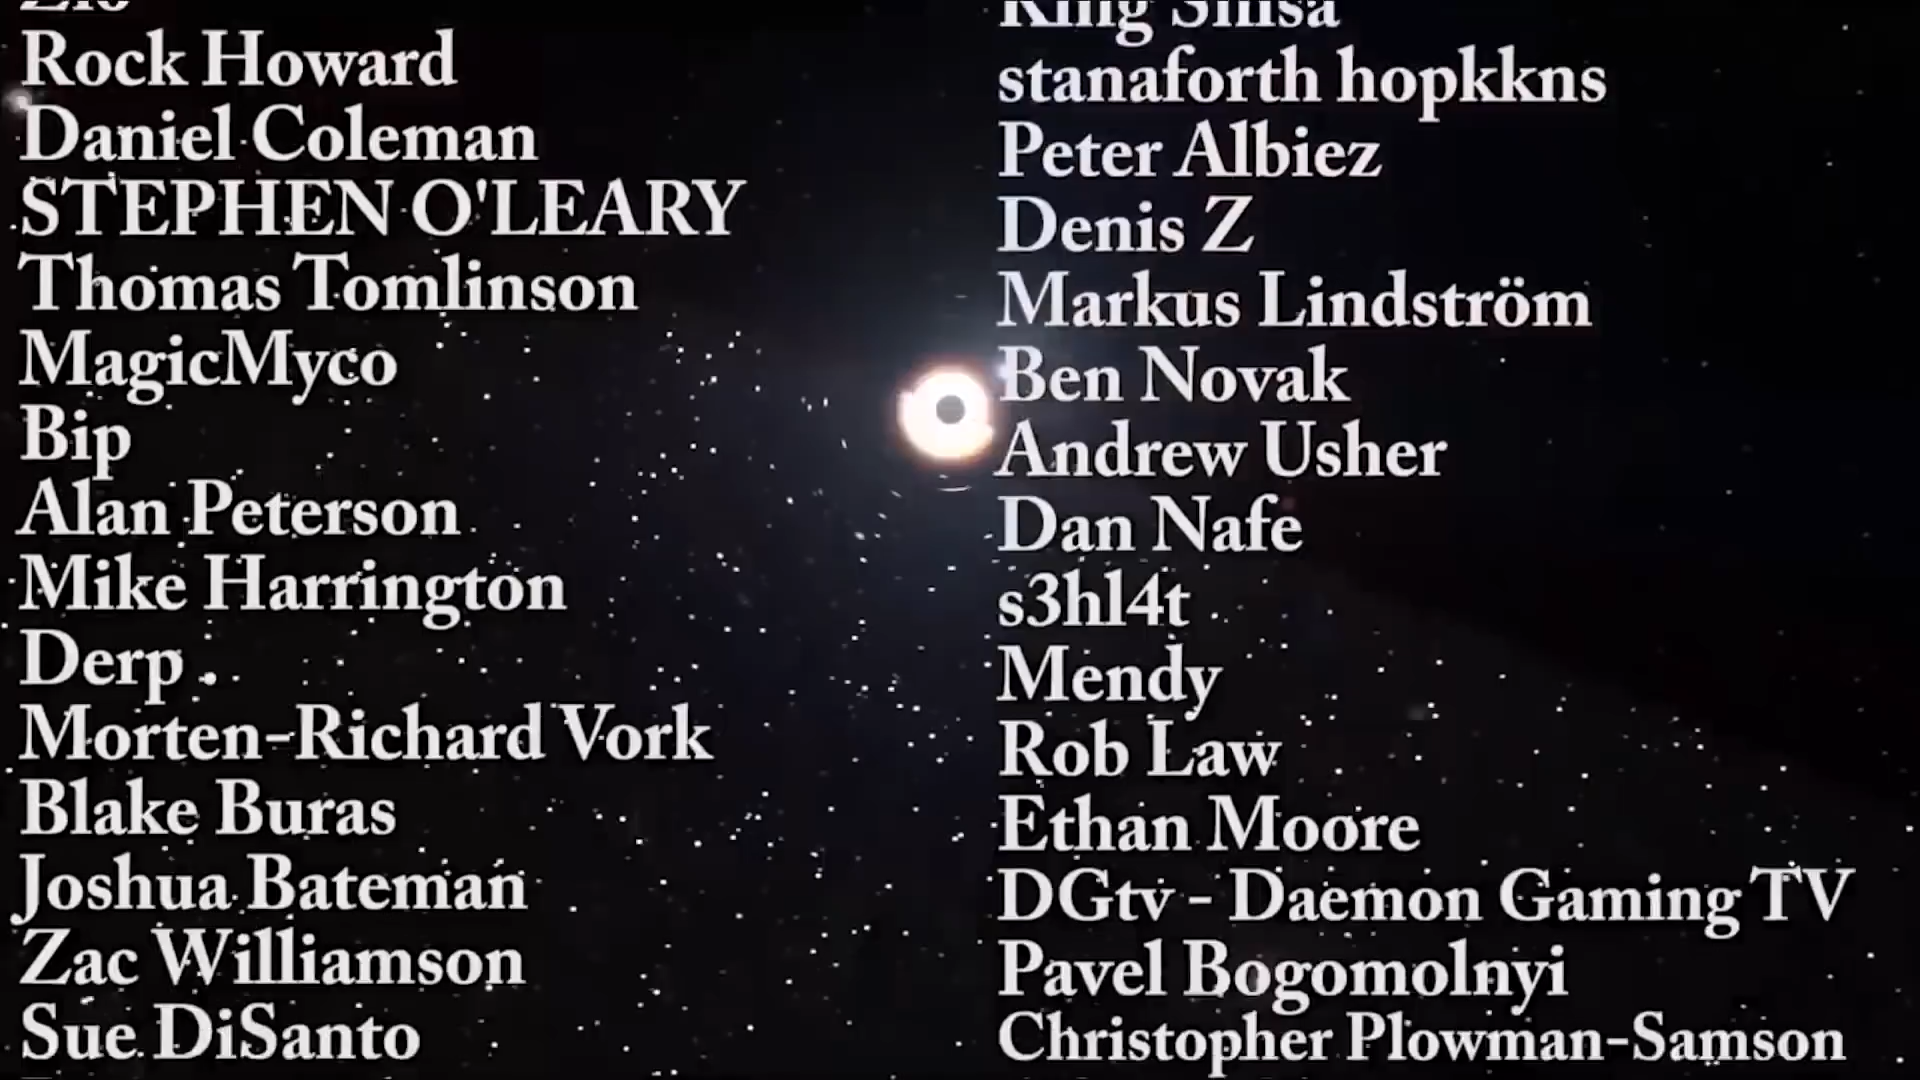 Rock Howard
Daniel Coleman
STEPHEN O'LEARY
Thomas Tomlinson
MagicMyco
Bip
Alan Peterson
Mike Harrington
Derp
Morten-Richard Vork
Blake Buras
Joshua Bateman
Zac Williamson
Sue DiSanto
King
stanaforth hopkkns
Peter Albiez
Denis Z
Markus Lindström
Ben Novak
Andrew Usher
Dan Nafe
s3hl4t
Mendy
Rob Law
Ethan Moore
DGtv - Daemon Gaming TV
Pavel Bogomolnyi
Christopher Plowman-Samson